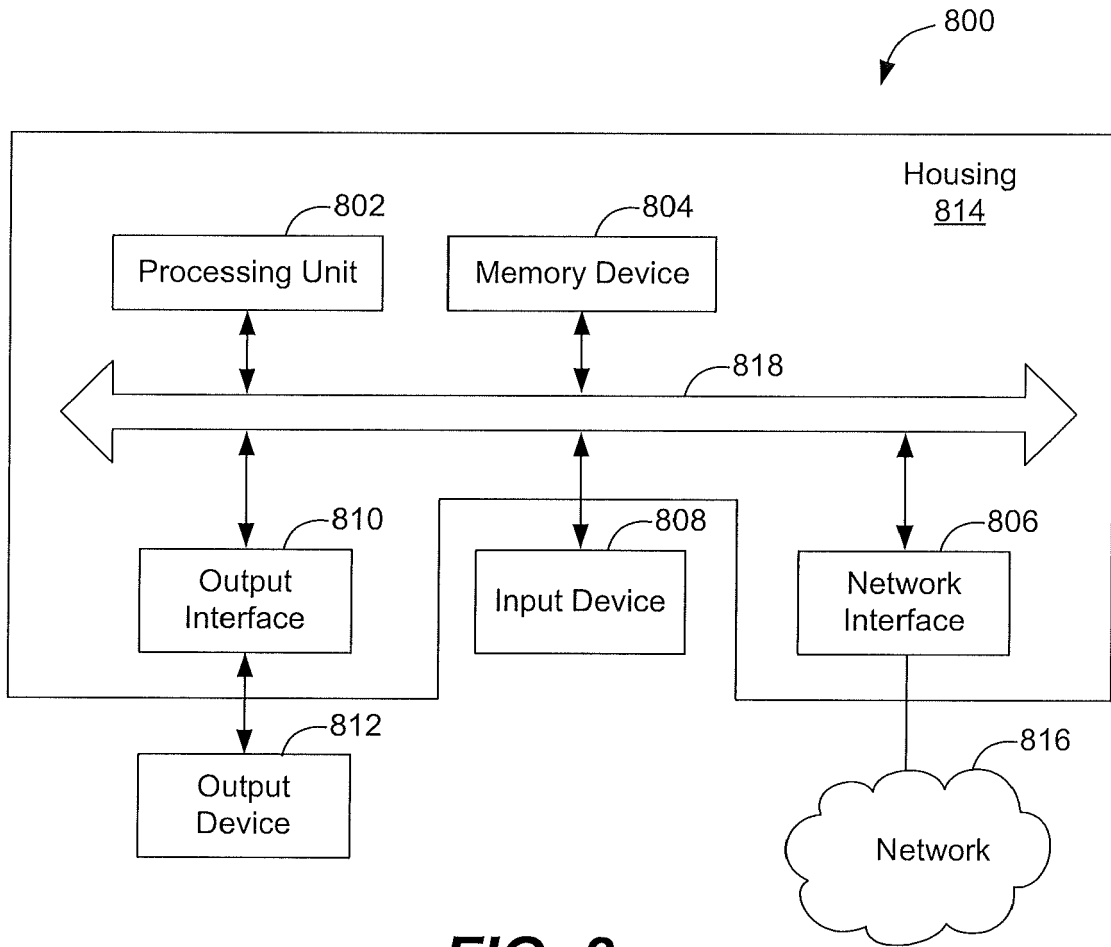 800
Housing
814
802
804
Processing Unit
Memory Device
818
810
808
806
Output
Interface
Input Device
Network
Interface
812
816
Output
Device
Network